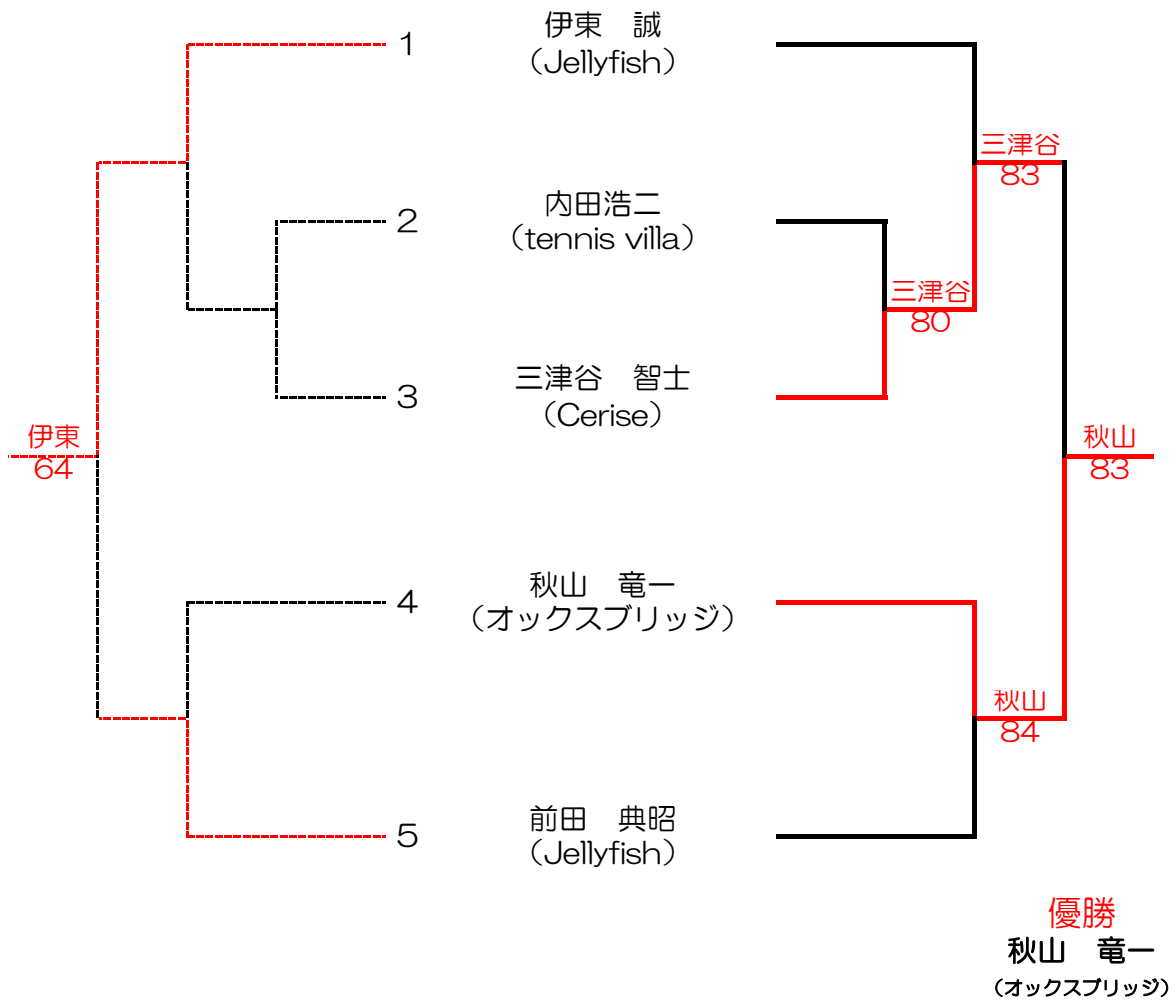 1
伊東　誠
（Jellyfish）
三津谷
83
2
内田浩二
（tennis villa）
三津谷
80
3
三津谷　智士
（Cerise）
伊東
64
秋山
83
4
秋山　竜一
（オックスブリッジ）
秋山
84
5
前田　典昭
（Jellyfish）
優勝
秋山　竜一
（オックスブリッジ）